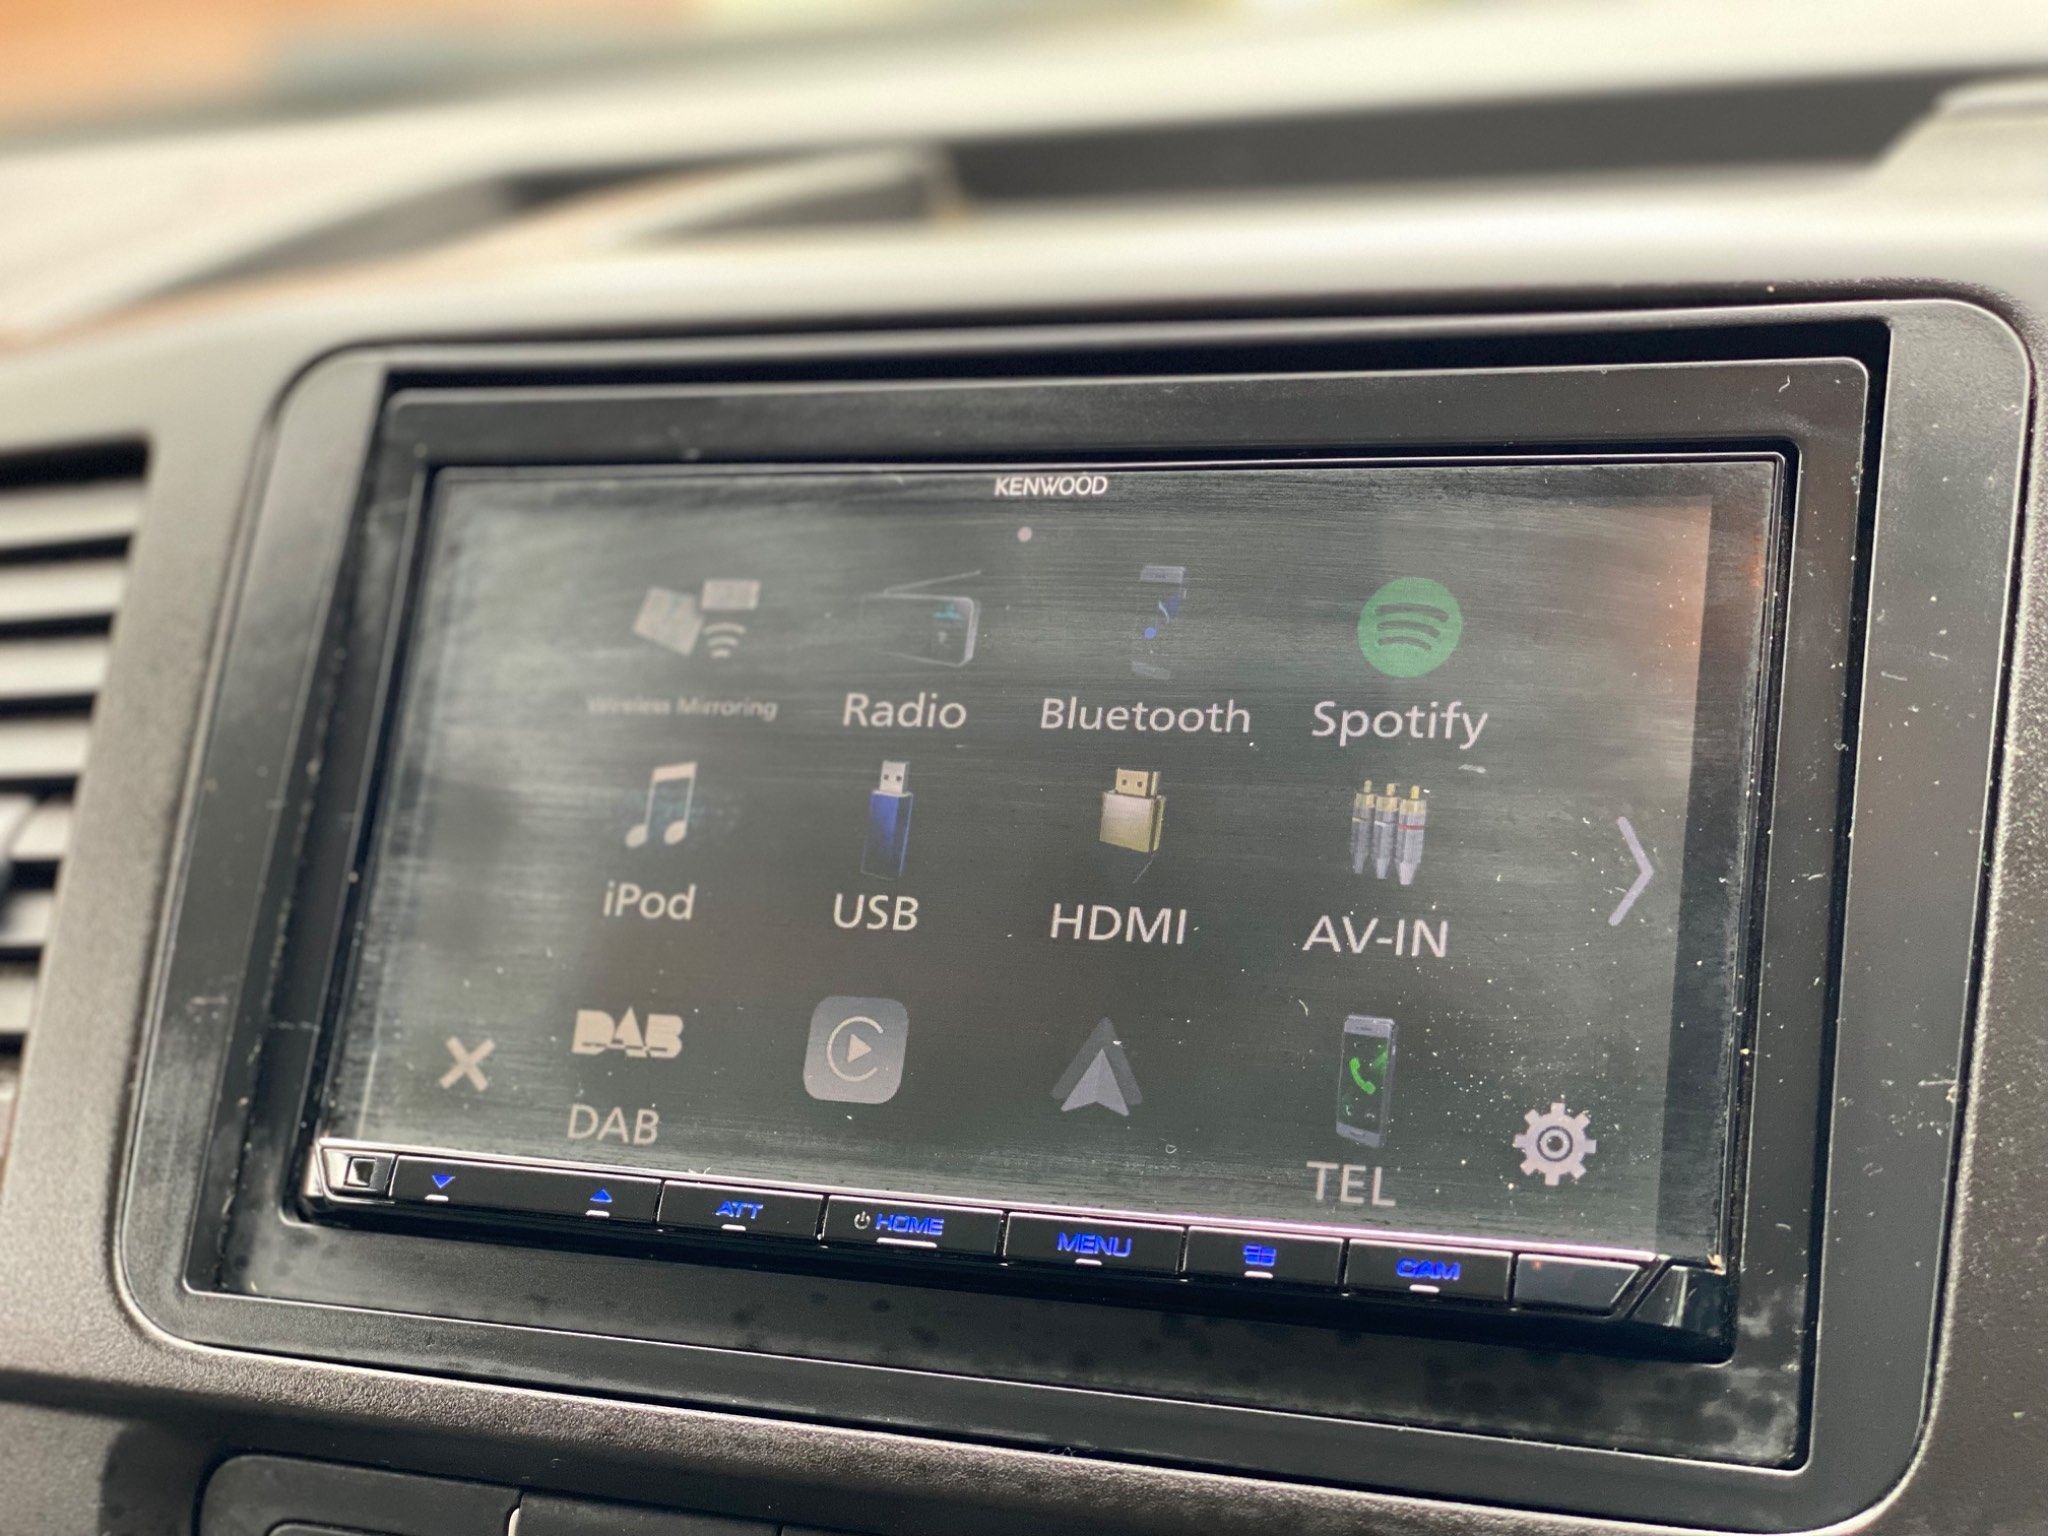 KENWOOD
Wireless Mirroring
Radio
Bluetooth
Spotify
iPod
USB
HDMI
AV-IN
DAB
DAB
TEL
ATT
HOME
MENU
CAM